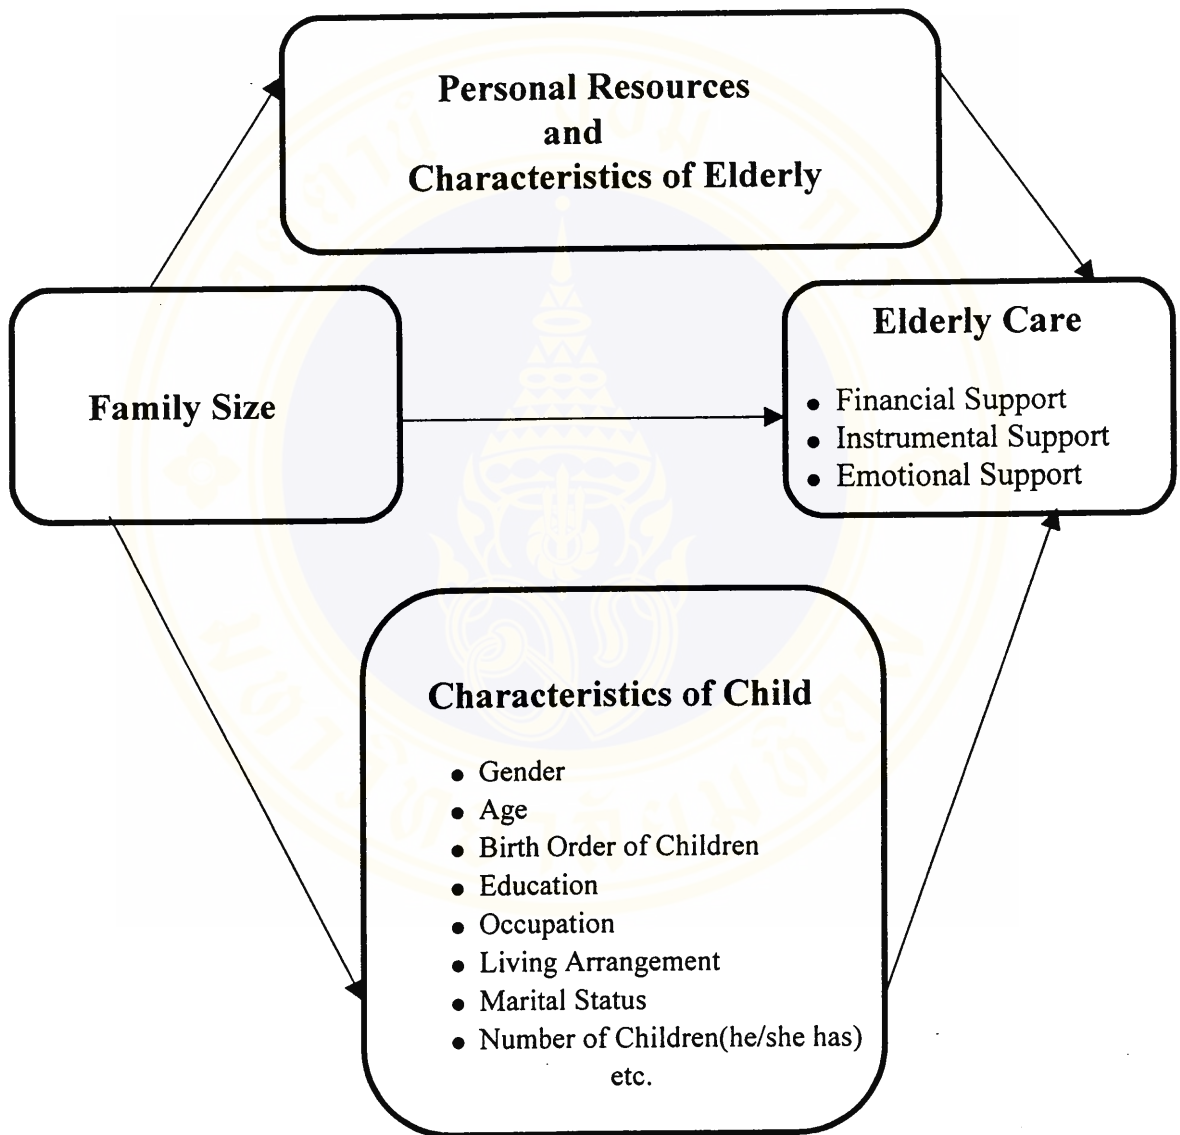 Personal Resources
and
Characteristics of Elderly
Family Size
Elderly Care
● Financial Support
● Instrumental Support
● Emotional Support
Characteristics of Child
● Gender
● Age
● Birth Order of Children
● Education
● Occupation
● Living Arrangement
● Marital Status
● Number of Children(he/she has)
etc.